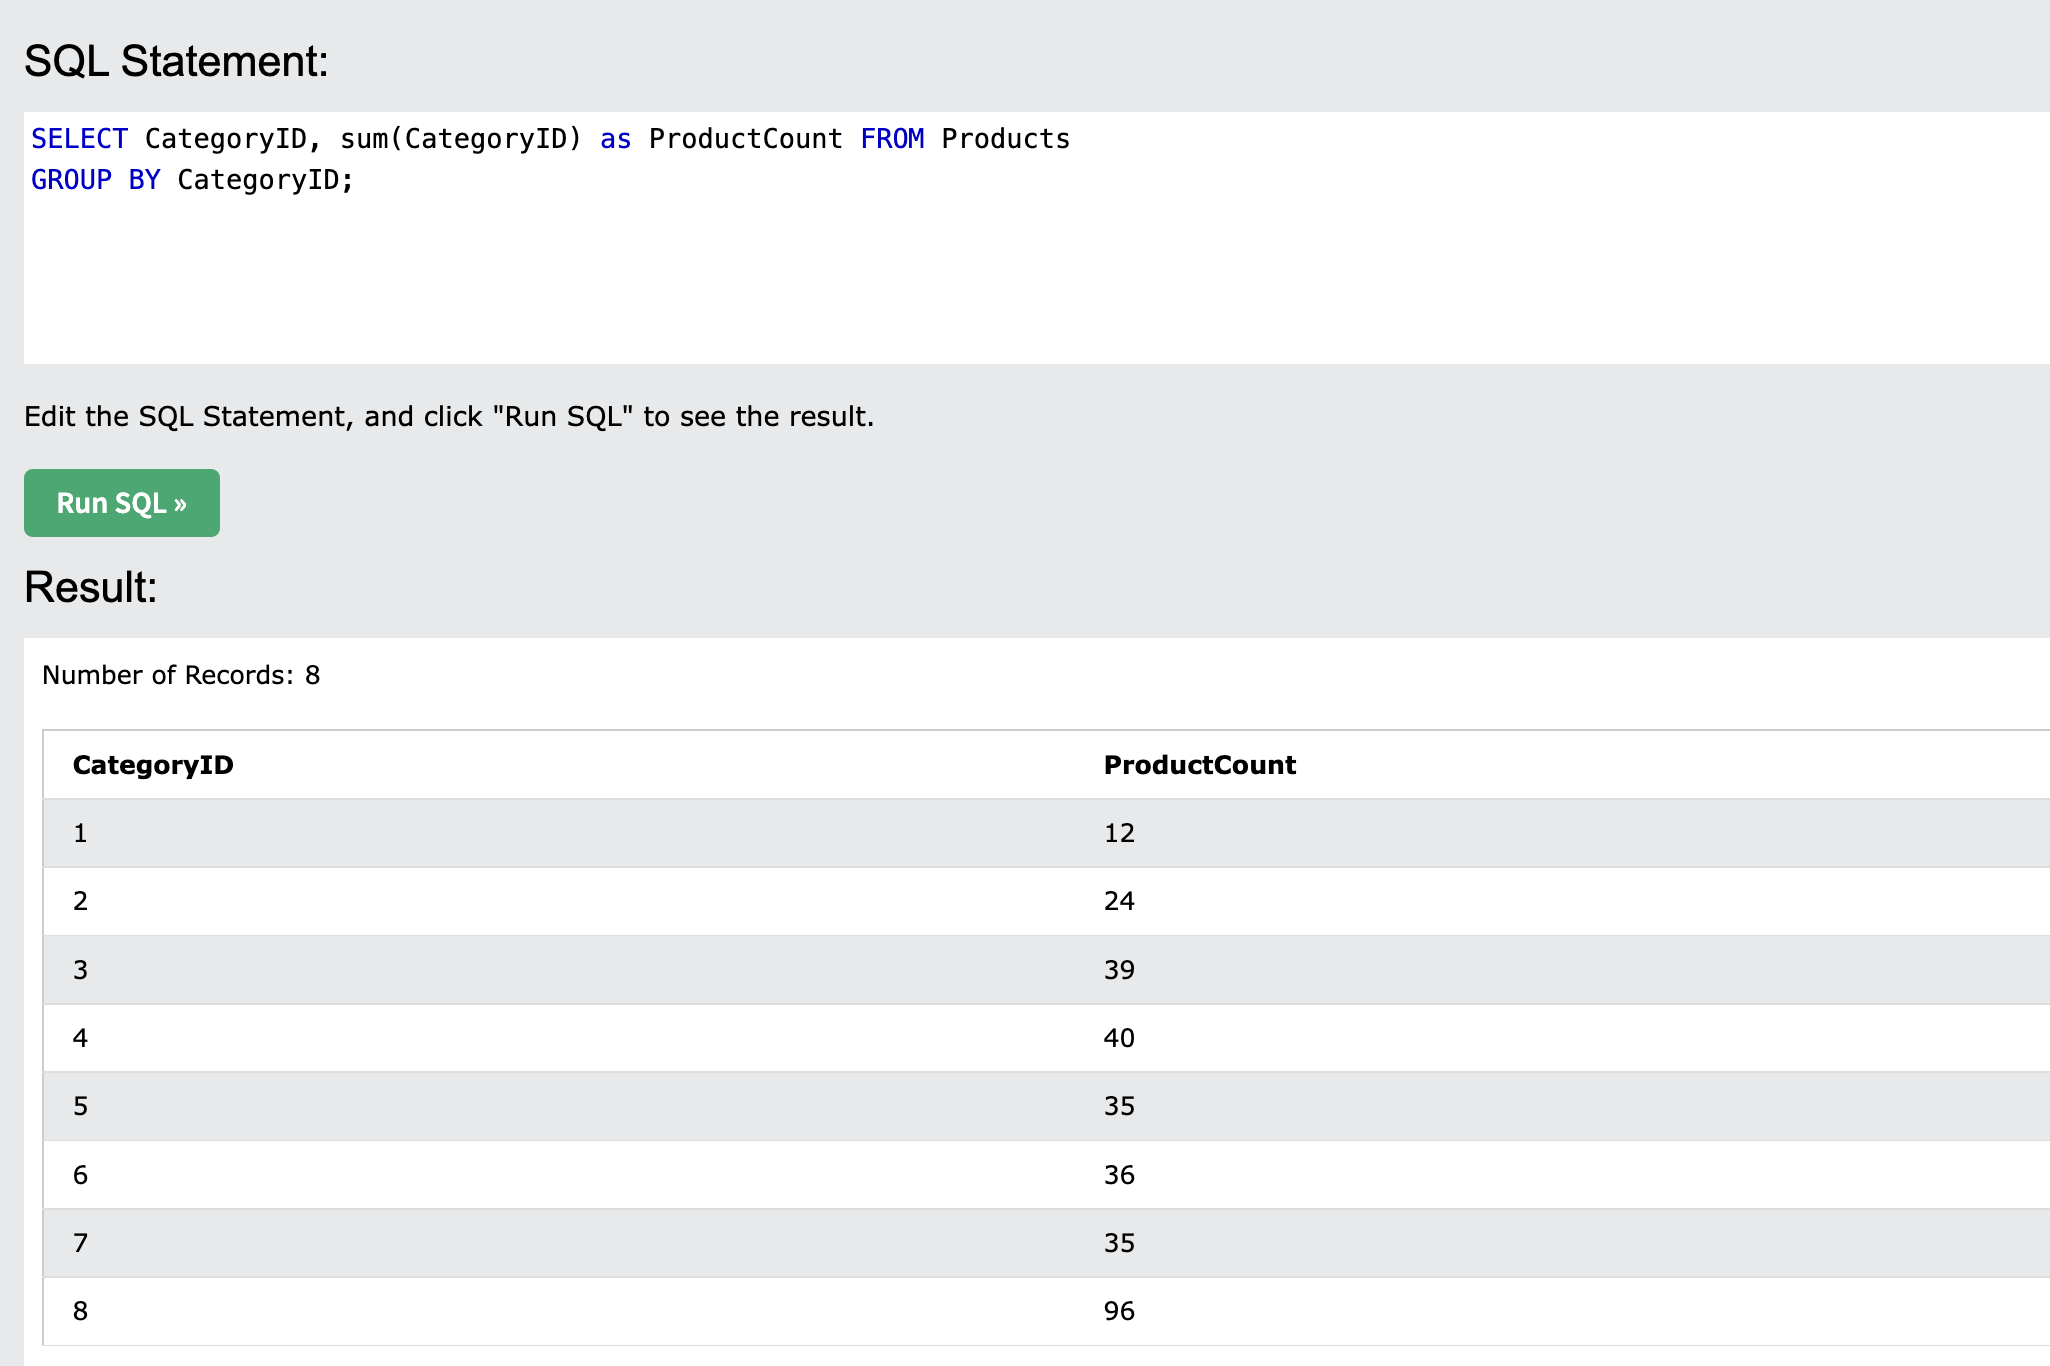 SQL Statement:
SELECT CategoryID, sum(CategoryID) as ProductCount FROM Products
GROUP BY CategoryID;
Edit the SQL Statement, and click "Run SQL" to see the result.
Run SQL »
Result:
Number of Records: 8
CategoryID ProductCount
1 12
2 24
3 39
4 40
5 35
6 36
7 35
8 96